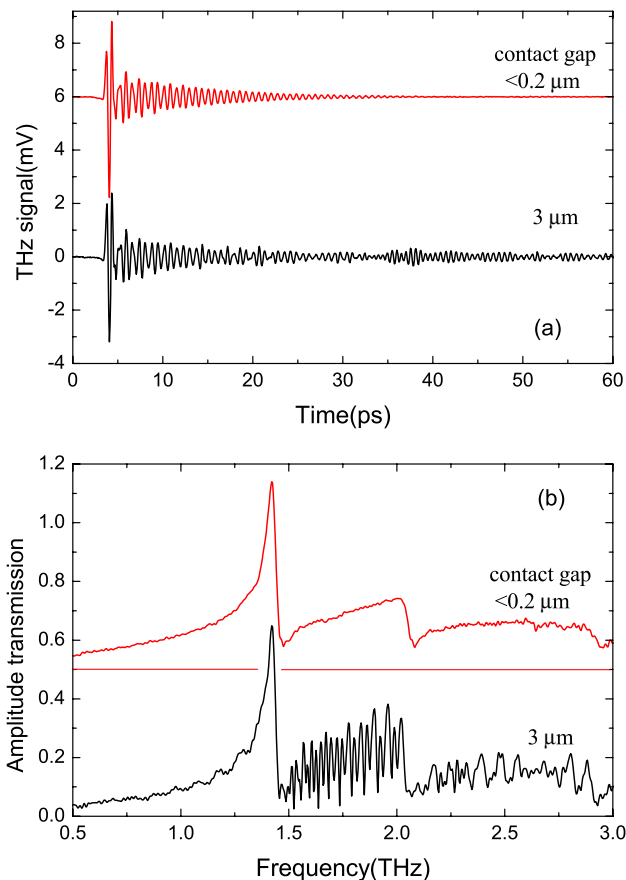 8
6
4
2
0
-2
-4
THz signal(mV)
contact gap
<0.2 μm
3 μm
(a)
0 10 20 30 40 50 60
Time(ps)
1.2
1.0
0.8
0.6
0.4
0.2
0.0
Amplitude transmission
(b)
contact gap
<0.2 μm
3 μm
0.5 1.0 1.5 2.0 2.5 3.0
Frequency(THz)